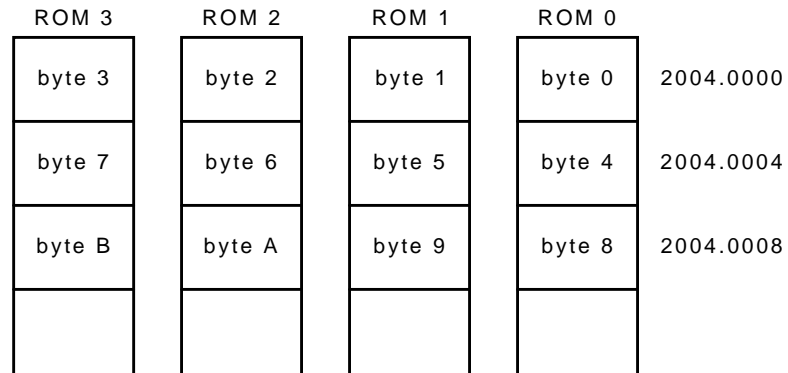 ROM 3 ROM 2 ROM 1 ROM 0
byte 3 byte 2 byte 1 byte 0 2004.0000
byte 7 byte 6 byte 5 byte 4 2004.0004
byte B byte A byte 9 byte 8 2004.0008